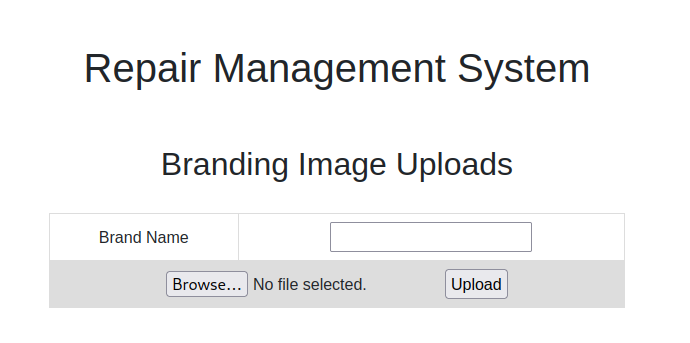 Repair Management System
Branding Image Uploads
Brand Name
Browse... No file selected. Upload